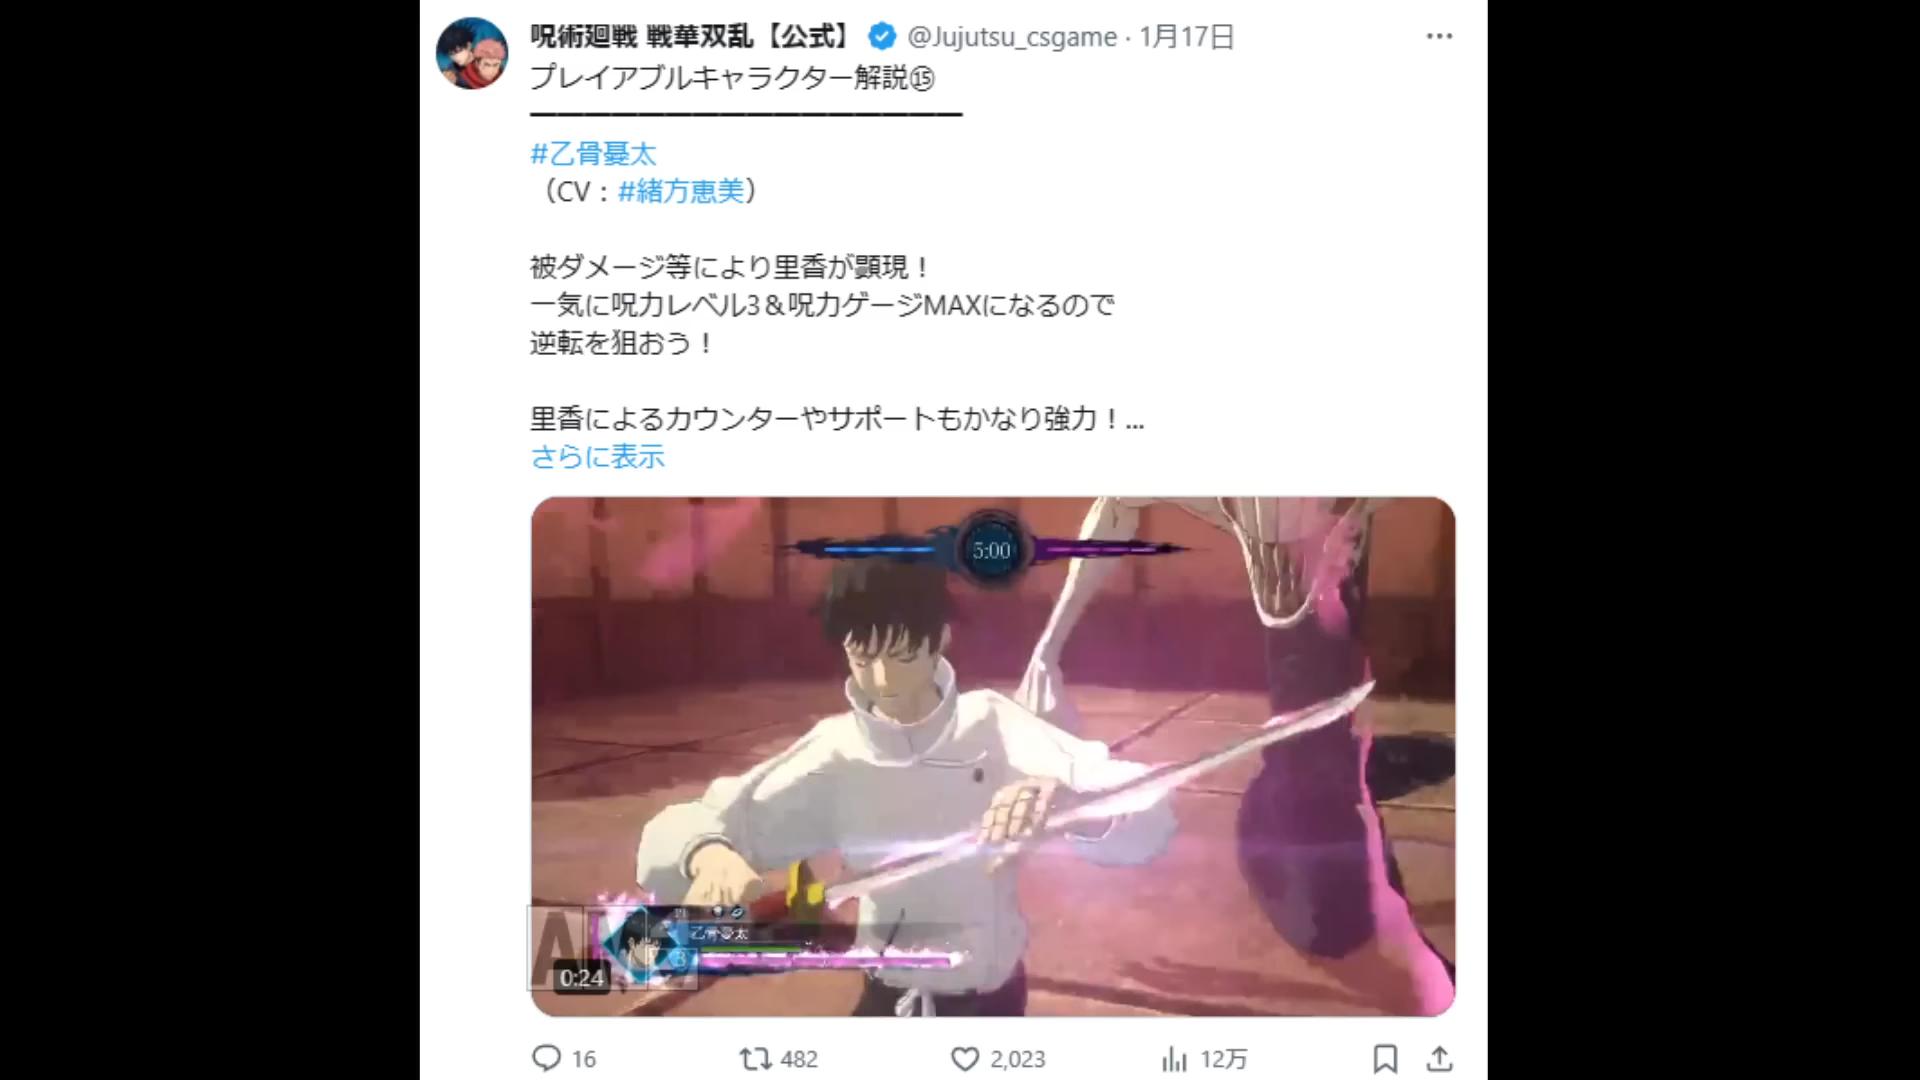 呪術廻戦 戦華双乱【公式】 @Jujutsu_csgame · 1月17日
プレイアブルキャラクター解説⑮
#乙骨憂太
（CV：#緒方恵美）
被ダメージ等により里香が顕現！
一気に呪力レベル3＆呪力ゲージMAXになるので
逆転を狙おう！
里香によるカウンターやサポートもかなり強力！...
さらに表示
5:00
P1
乙骨憂太
3
0:24
16 482 2,023 12万